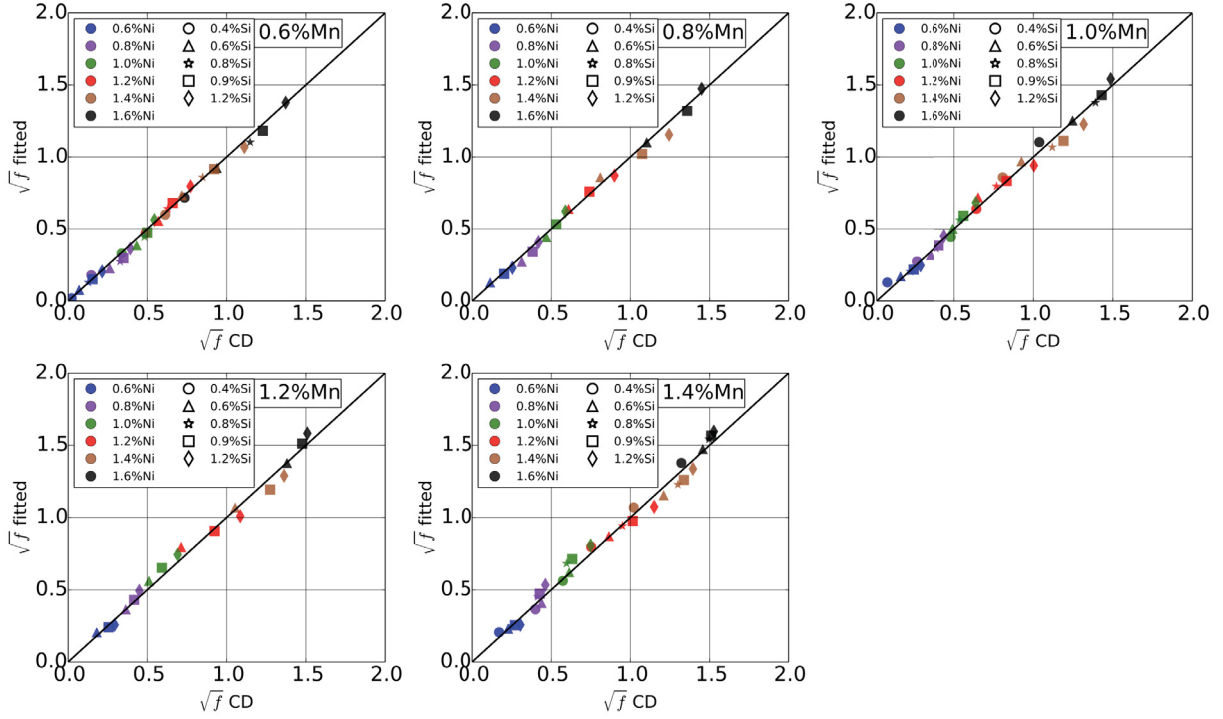 2.0
1.5
1.0
0.5
0.0
√f fitted
0.6%Ni 0.4%Si
0.8%Ni 0.6%Si
1.0%Ni 0.8%Si
1.2%Ni 0.9%Si
1.4%Ni 1.2%Si
1.6%Ni
0.6%Mn
0.0 0.5 1.0 1.5 2.0
√f CD
2.0
1.5
1.0
0.5
0.0
√f fitted
0.6%Ni 0.4%Si
0.8%Ni 0.6%Si
1.0%Ni 0.8%Si
1.2%Ni 0.9%Si
1.4%Ni 1.2%Si
1.6%Ni
0.8%Mn
0.0 0.5 1.0 1.5 2.0
√f CD
2.0
1.5
1.0
0.5
0.0
√f fitted
0.6%Ni 0.4%Si
0.8%Ni 0.6%Si
1.0%Ni 0.8%Si
1.2%Ni 0.9%Si
1.4%Ni 1.2%Si
1.6%Ni
1.0%Mn
0.0 0.5 1.0 1.5 2.0
√f CD
2.0
1.5
1.0
0.5
0.0
√f fitted
0.6%Ni 0.4%Si
0.8%Ni 0.6%Si
1.0%Ni 0.8%Si
1.2%Ni 0.9%Si
1.4%Ni 1.2%Si
1.6%Ni
1.2%Mn
0.0 0.5 1.0 1.5 2.0
√f CD
2.0
1.5
1.0
0.5
0.0
√f fitted
0.6%Ni 0.4%Si
0.8%Ni 0.6%Si
1.0%Ni 0.8%Si
1.2%Ni 0.9%Si
1.4%Ni 1.2%Si
1.6%Ni
1.4%Mn
0.0 0.5 1.0 1.5 2.0
√f CD